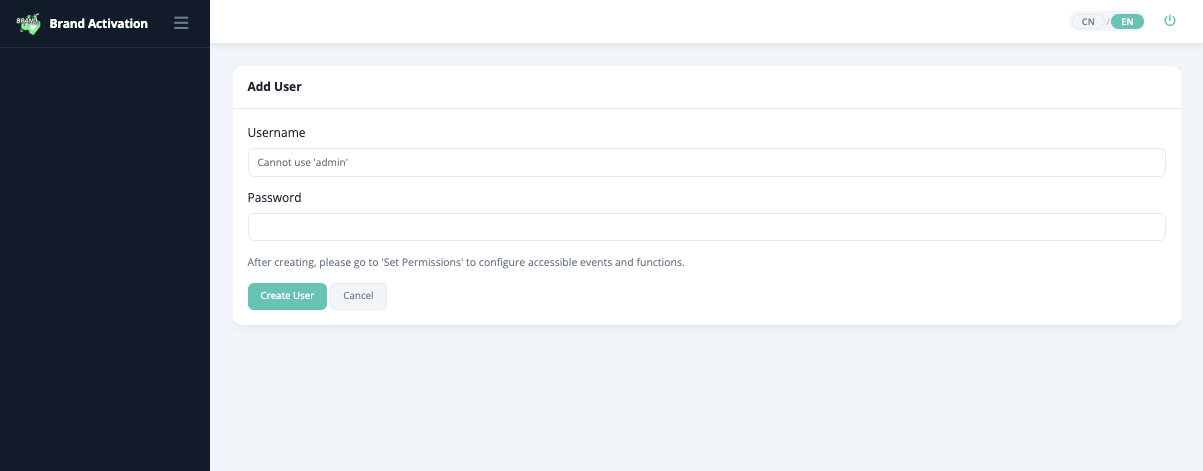 BRAND
Brand Activation
CN / EN
Add User
Username
Cannot use 'admin'
Password
After creating, please go to 'Set Permissions' to configure accessible events and functions.
Create User Cancel